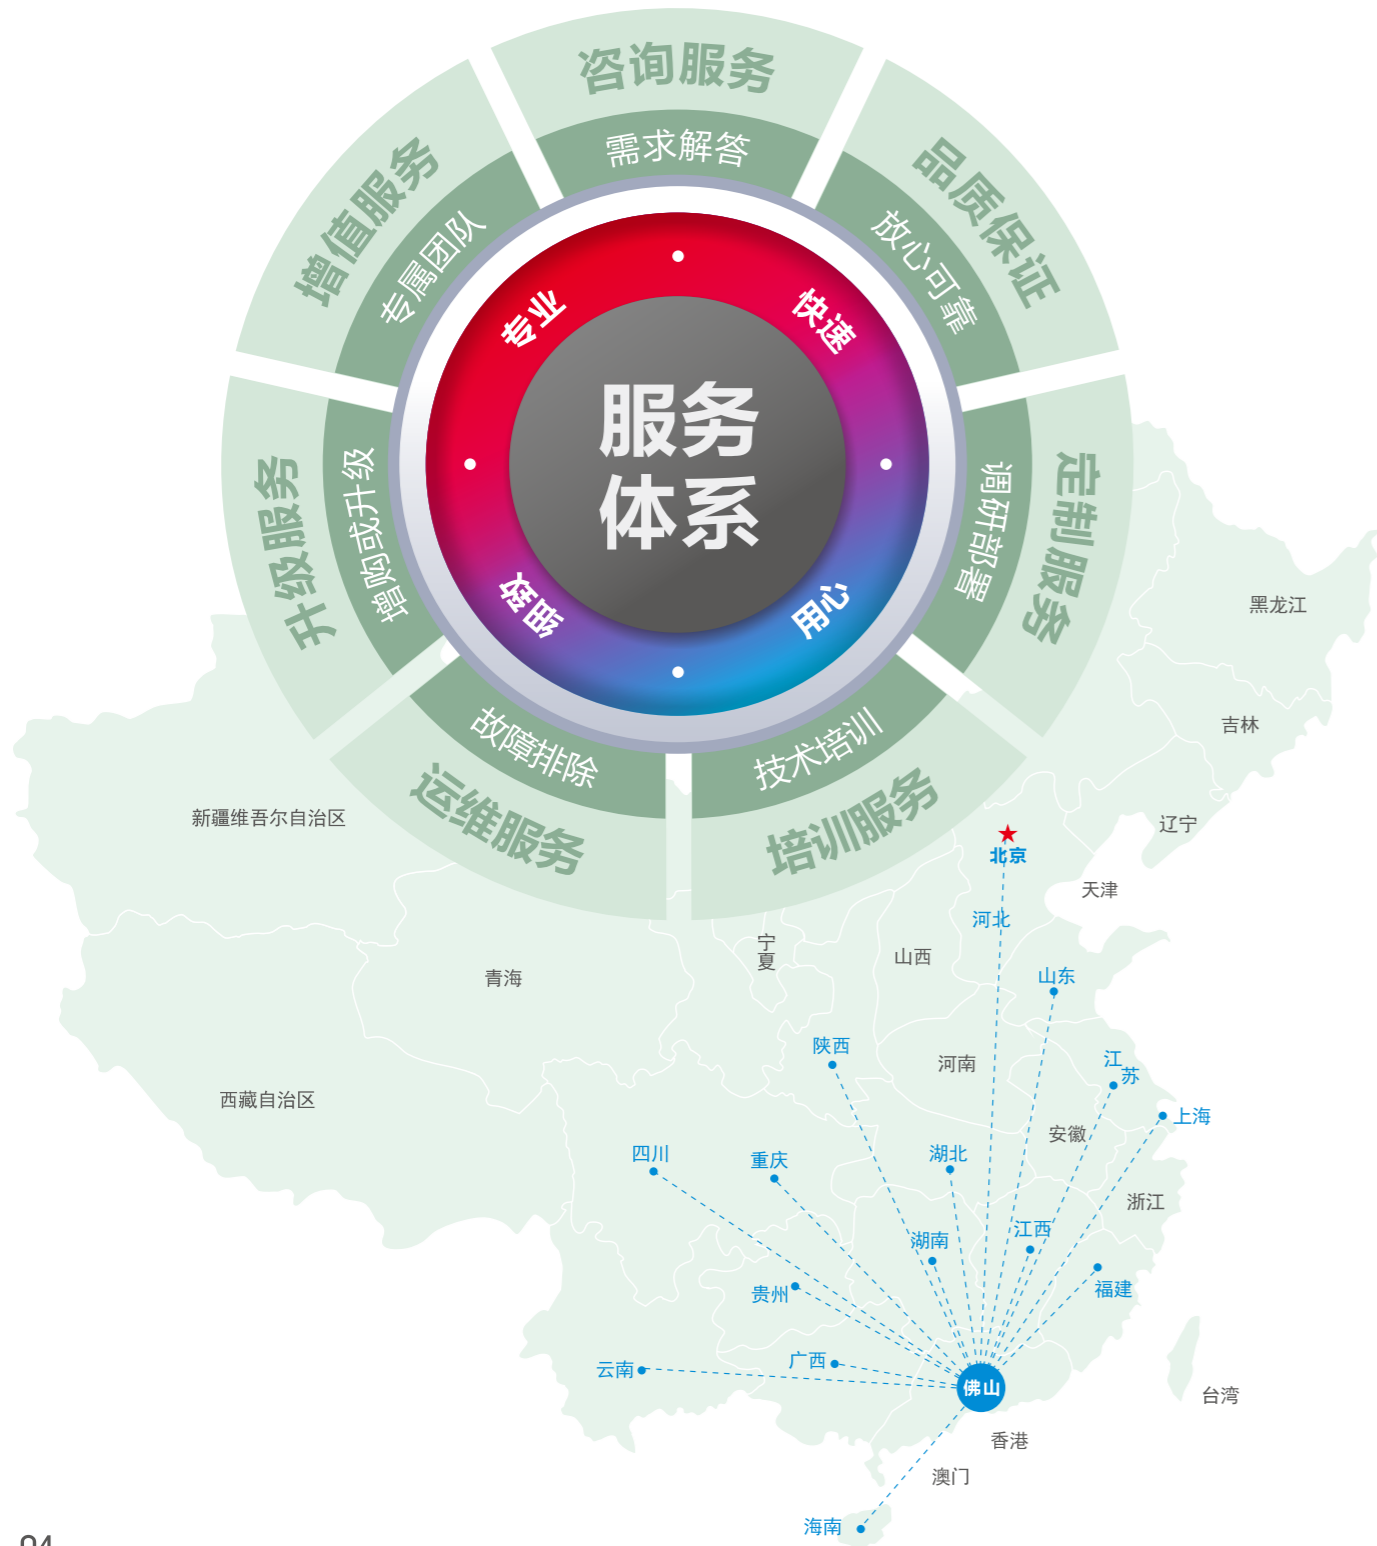 咨询服务
需求解答
品质保证
放心可靠
定制服务
调研部署
培训服务
技术培训
运维服务
故障排除
升级服务
增购或升级
增值服务
专属团队
专业
快速
用心
细致
服务
体系
黑龙江
吉林
辽宁
新疆维吾尔自治区
北京
天津
河北
宁夏
山西
青海
山东
陕西
河南
江苏
西藏自治区
上海
安徽
四川
重庆
湖北
浙江
湖南
江西
贵州
福建
广西
云南
佛山
台湾
香港
澳门
海南